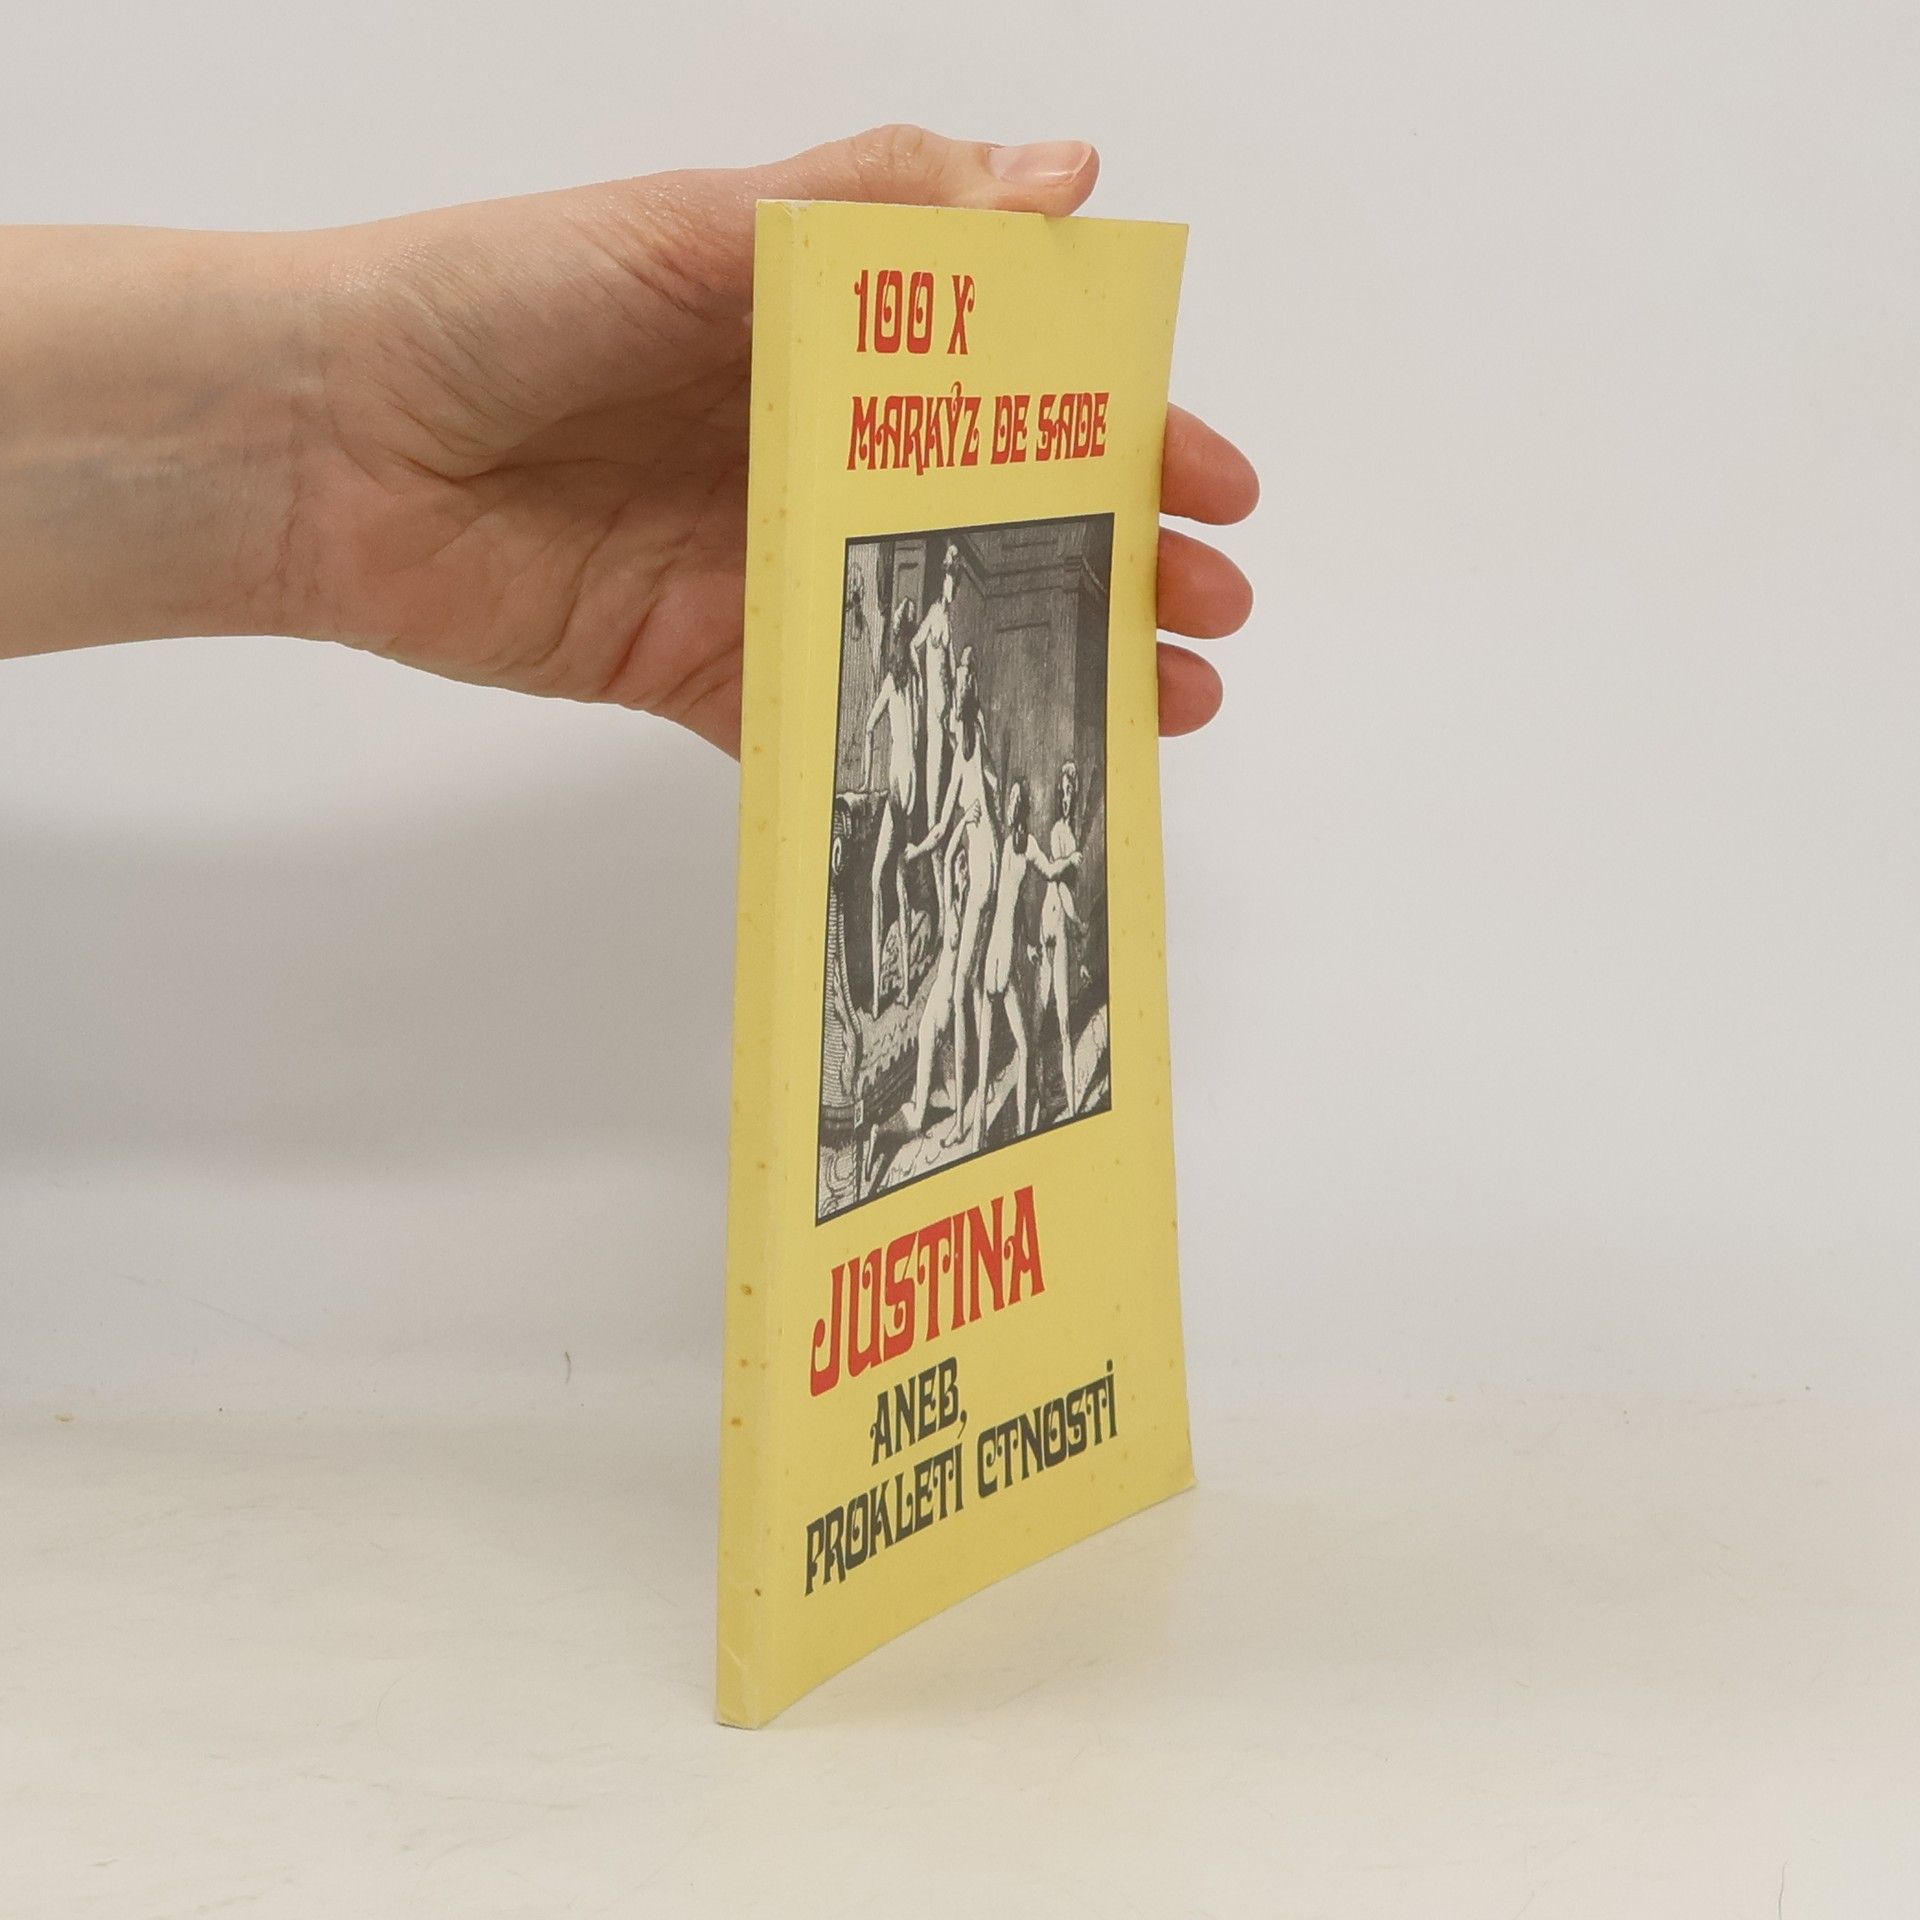 100 X
MARKÝZ DE SADE
JUSTINA
ANEB,
PROKLETÍ CTNOSTI